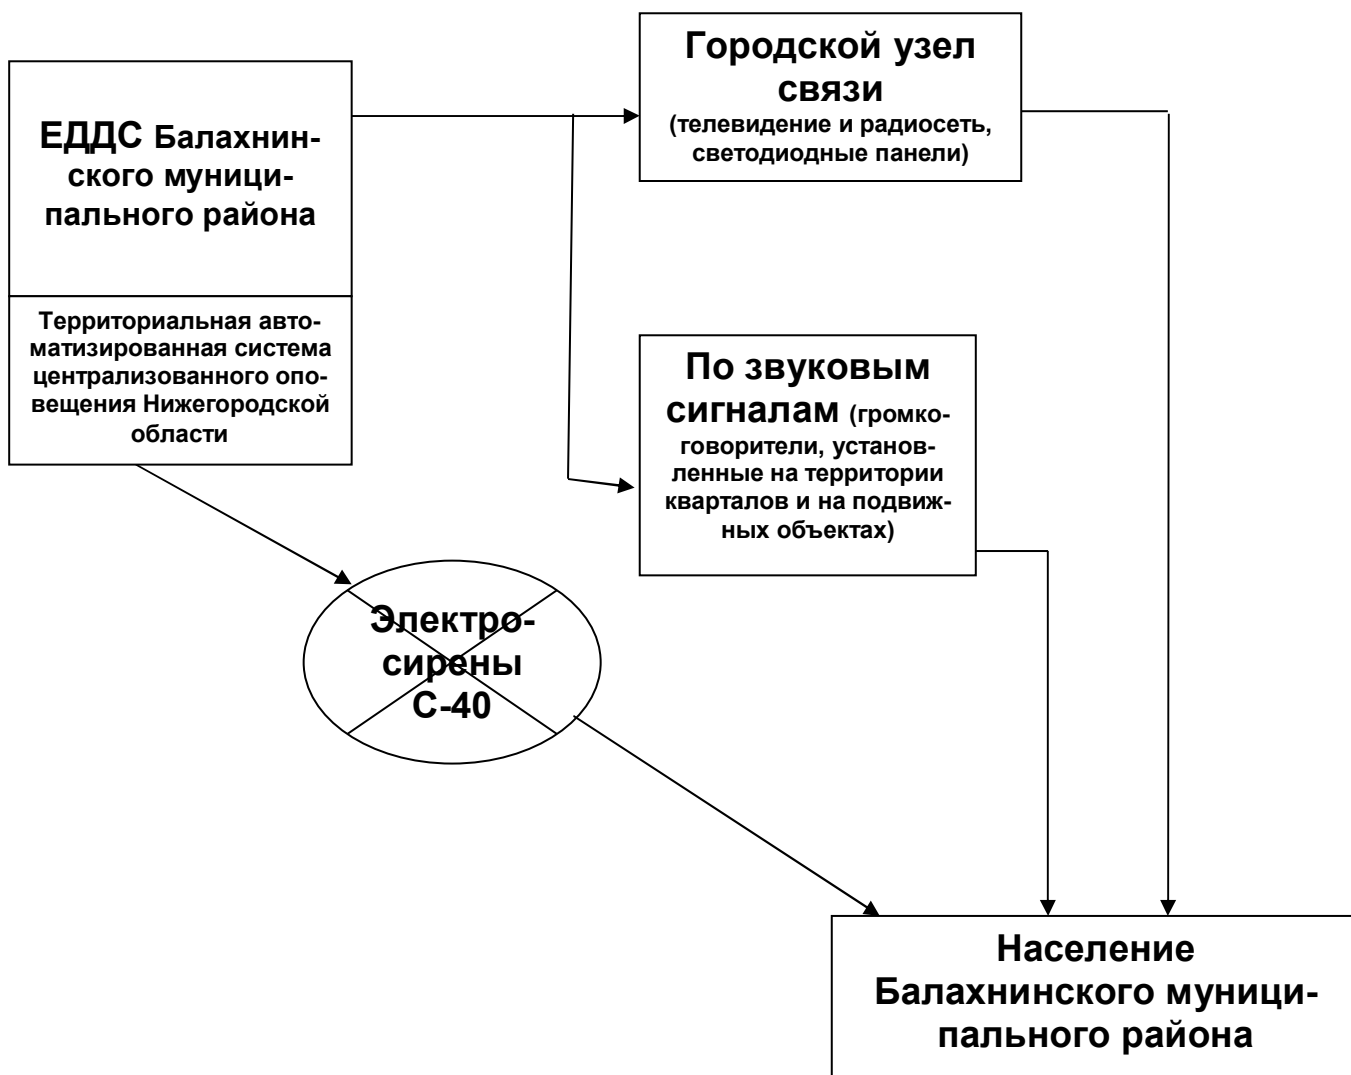 Городской узел
связи
(телевидение и радиосеть,
светодиодные панели)
ЕДДС Балахнин-
ского муници-
пального района
Территориальная авто-
матизированная система
централизованного опо-
вещения Нижегородской
области
По звуковым
сигналам (громко-
говорители, установ-
ленные на территории
кварталов и на подвиж-
ных объектах)
Электро-
сирены
С-40
Население
Балахнинского муници-
пального района